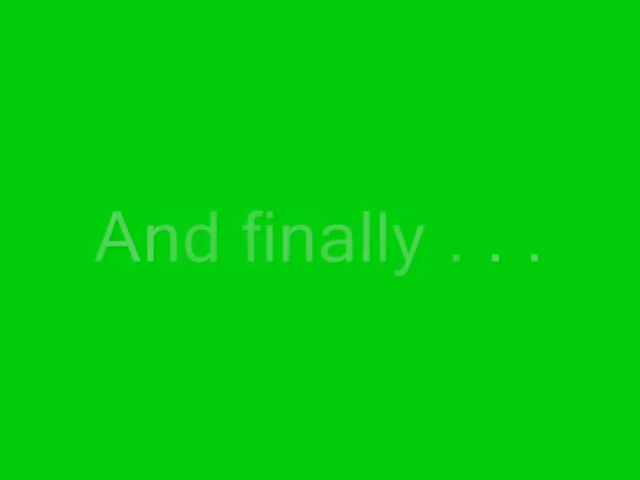 And finally . . .